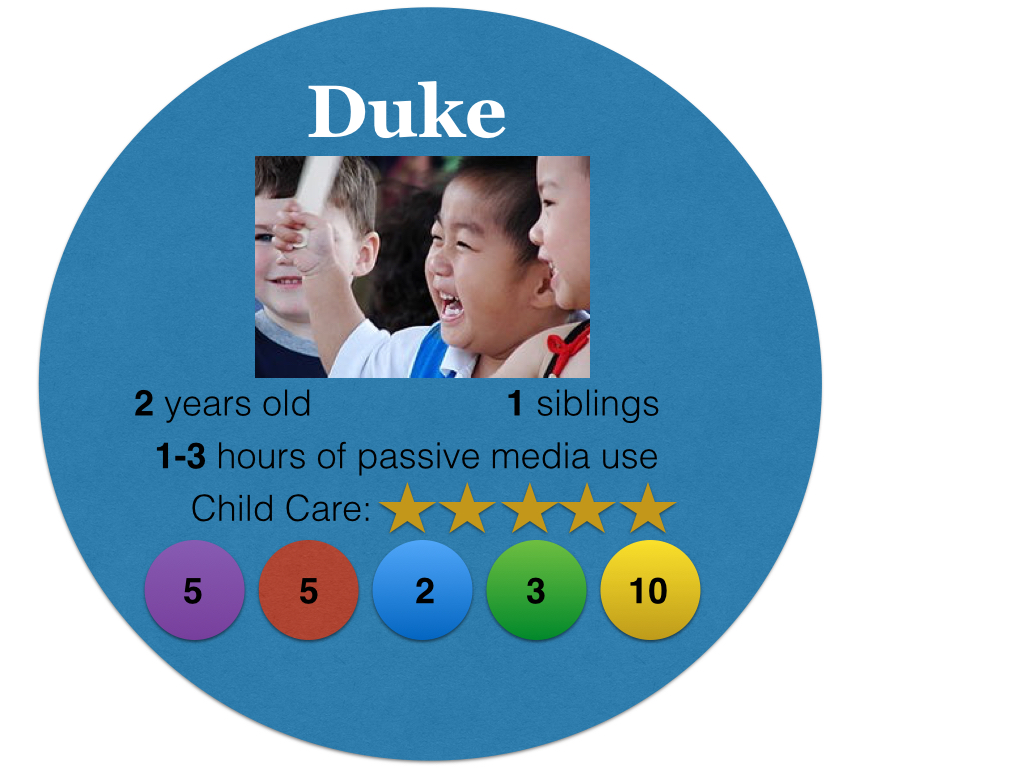 Duke
2 years old 1 siblings
1-3 hours of passive media use
Child Care:
5 5 2 3 10